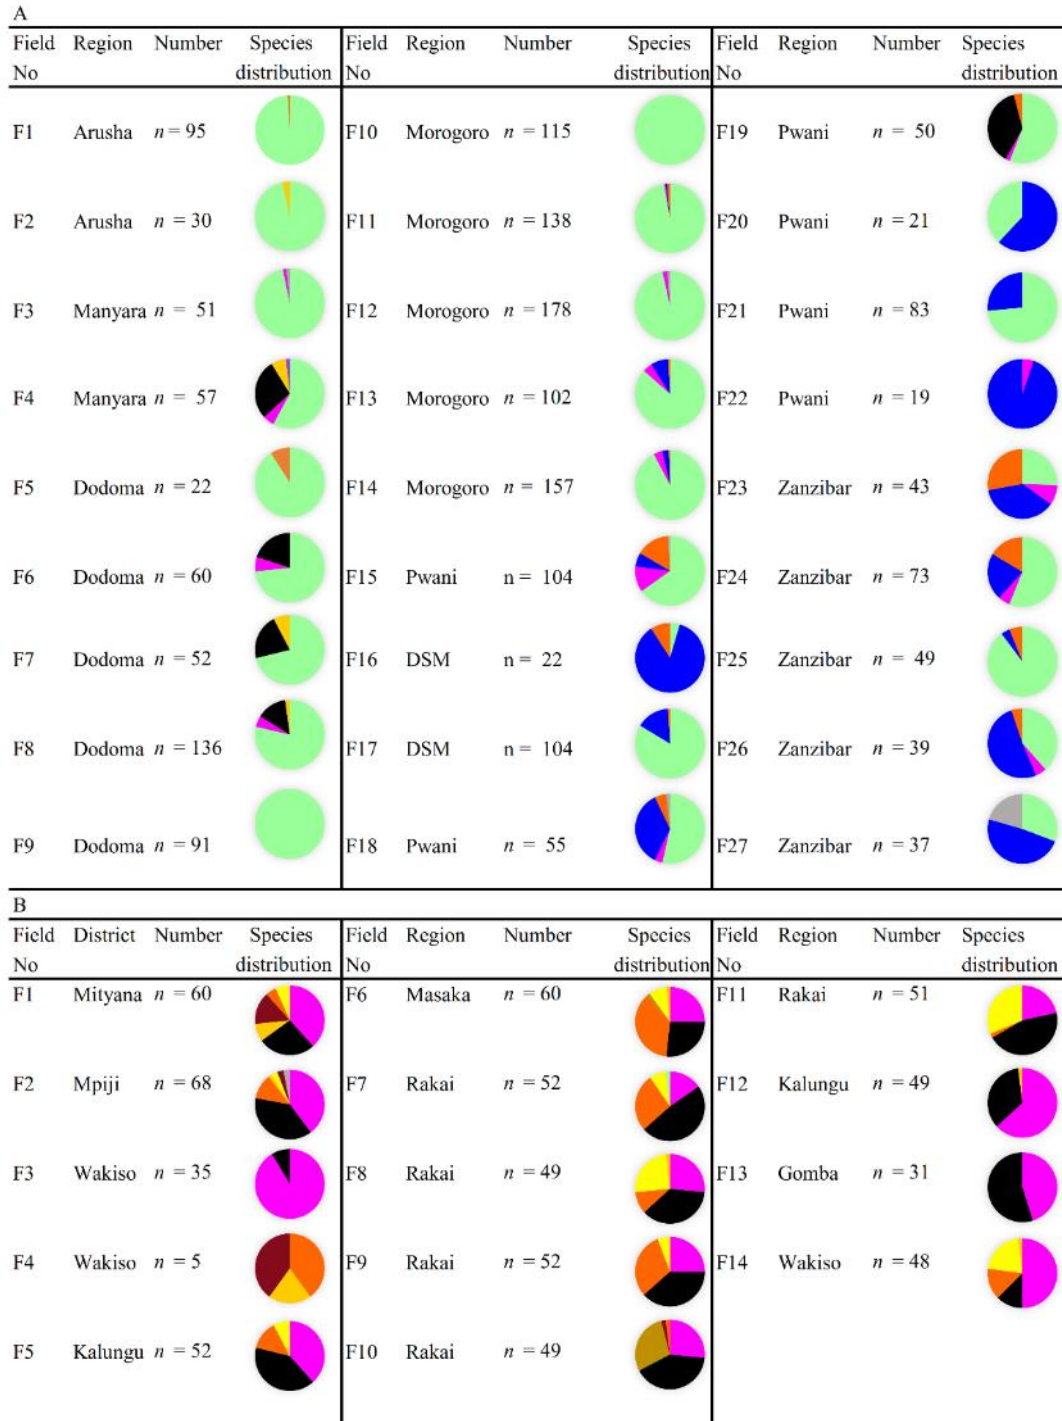 A
Field Region Number Species Field Region Number Species Field Region Number Species
No distribution No distribution No distribution
F1 Arusha n = 95 F10 Morogoro n = 115 F19 Pwani n = 50
F2 Arusha n = 30 F11 Morogoro n = 138 F20 Pwani n = 21
F3 Manyara n = 51 F12 Morogoro n = 178 F21 Pwani n = 83
F4 Manyara n = 57 F13 Morogoro n = 102 F22 Pwani n = 19
F5 Dodoma n = 22 F14 Morogoro n = 157 F23 Zanzibar n = 43
F6 Dodoma n = 60 F15 Pwani n = 104 F24 Zanzibar n = 73
F7 Dodoma n = 52 F16 DSM n = 22 F25 Zanzibar n = 49
F8 Dodoma n = 136 F17 DSM n = 104 F26 Zanzibar n = 39
F9 Dodoma n = 91 F18 Pwani n = 55 F27 Zanzibar n = 37
B
Field District Number Species Field Region Number Species Field Region Number Species
No distribution No distribution No distribution
F1 Mityana n = 60 F6 Masaka n = 60 F11 Rakai n = 51
F2 Mpiji n = 68 F7 Rakai n = 52 F12 Kalungu n = 49
F3 Wakiso n = 35 F8 Rakai n = 49 F13 Gomba n = 31
F4 Wakiso n = 5 F9 Rakai n = 52 F14 Wakiso n = 48
F5 Kalungu n = 52 F10 Rakai n = 49